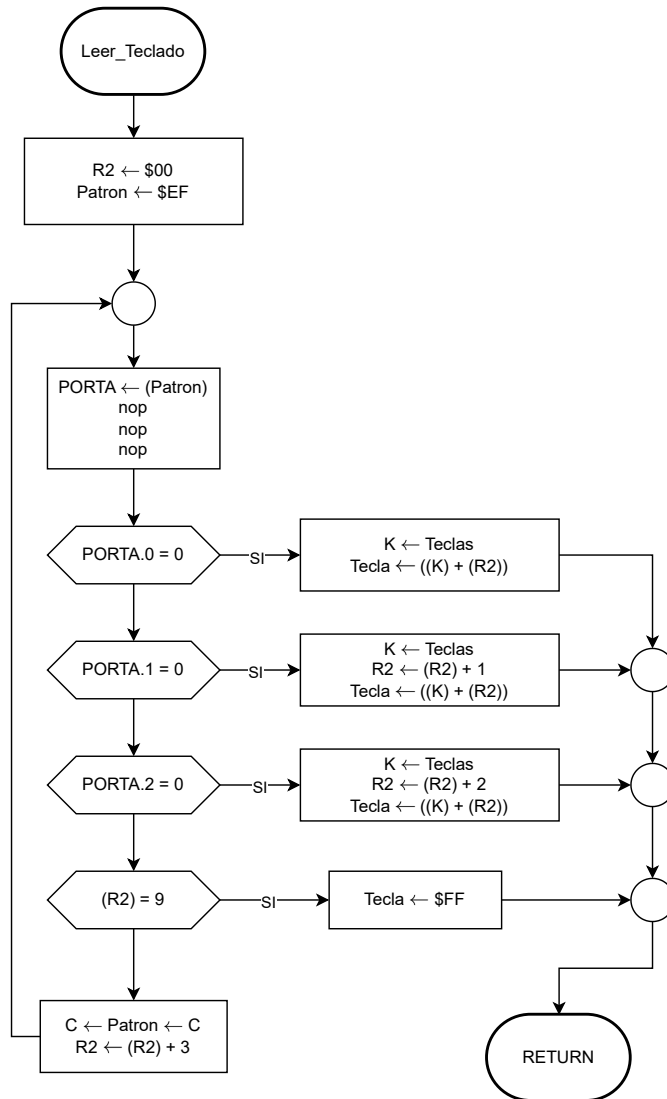 Leer_Teclado
R2 ← $00
Patron ← $EF
PORTA ← (Patron)
nop
nop
nop
PORTA.0 = 0
SI
K ← Teclas
Tecla ← ((K) + (R2))
PORTA.1 = 0
SI
K ← Teclas
R2 ← (R2) + 1
Tecla ← ((K) + (R2))
PORTA.2 = 0
SI
K ← Teclas
R2 ← (R2) + 2
Tecla ← ((K) + (R2))
(R2) = 9
SI
Tecla ← $FF
C ← Patron ← C
R2 ← (R2) + 3
RETURN